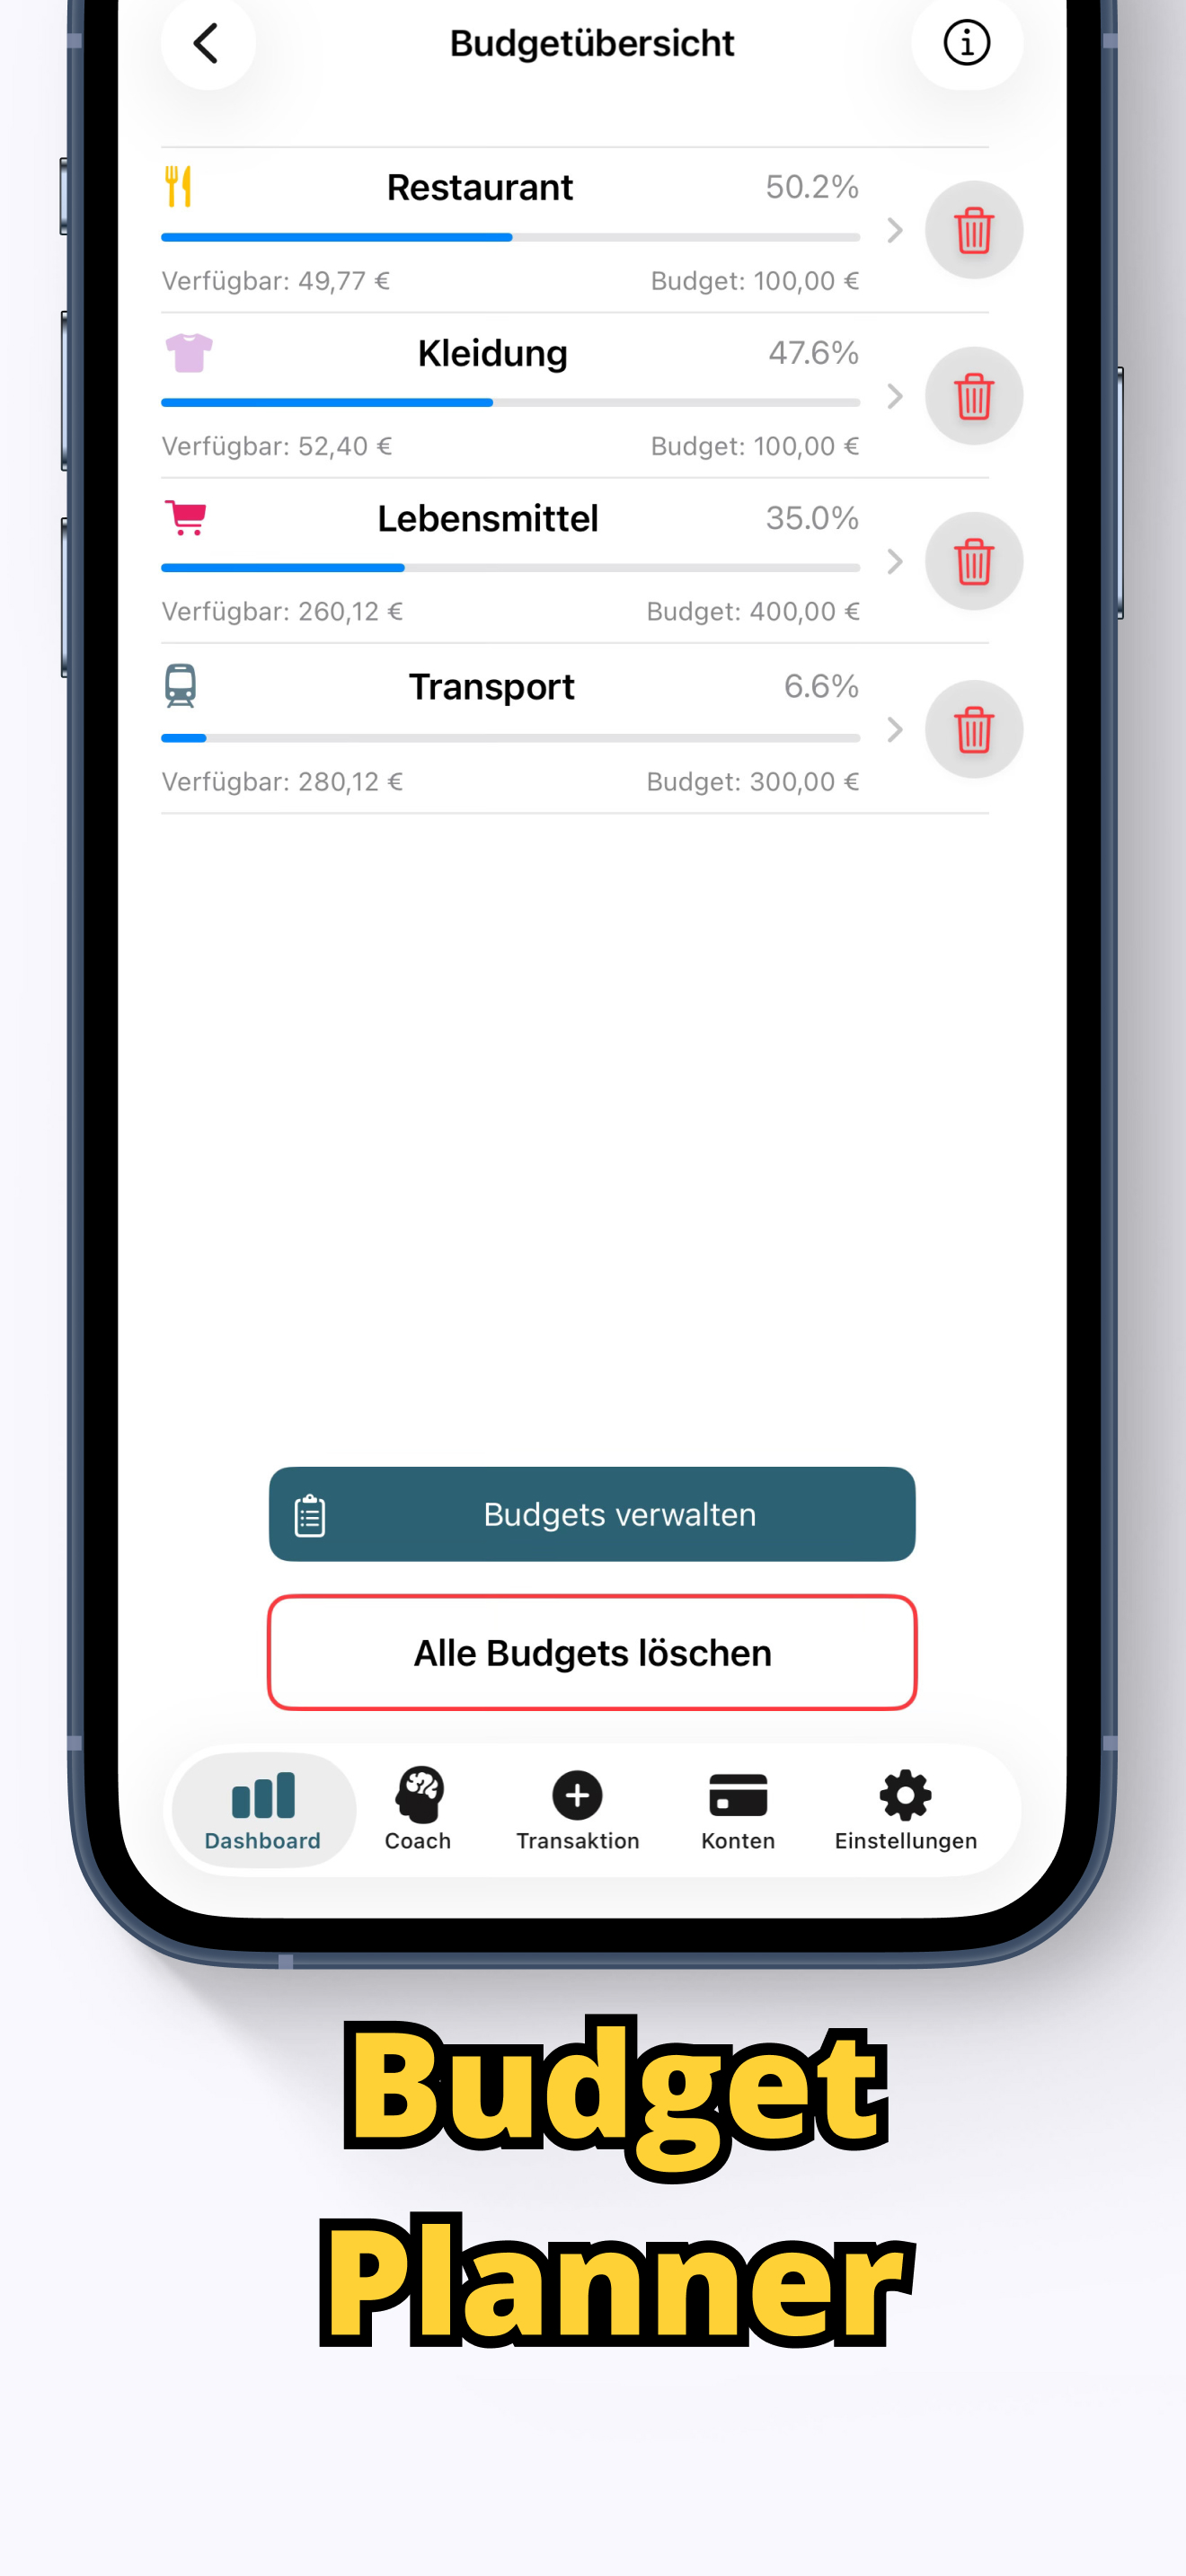 Budgetübersicht
Restaurant 50.2%
Verfügbar: 49,77 € Budget: 100,00 €
Kleidung 47.6%
Verfügbar: 52,40 € Budget: 100,00 €
Lebensmittel 35.0%
Verfügbar: 260,12 € Budget: 400,00 €
Transport 6.6%
Verfügbar: 280,12 € Budget: 300,00 €
Budgets verwalten
Alle Budgets löschen
Dashboard Coach Transaktion Konten Einstellungen
Budget
Planner